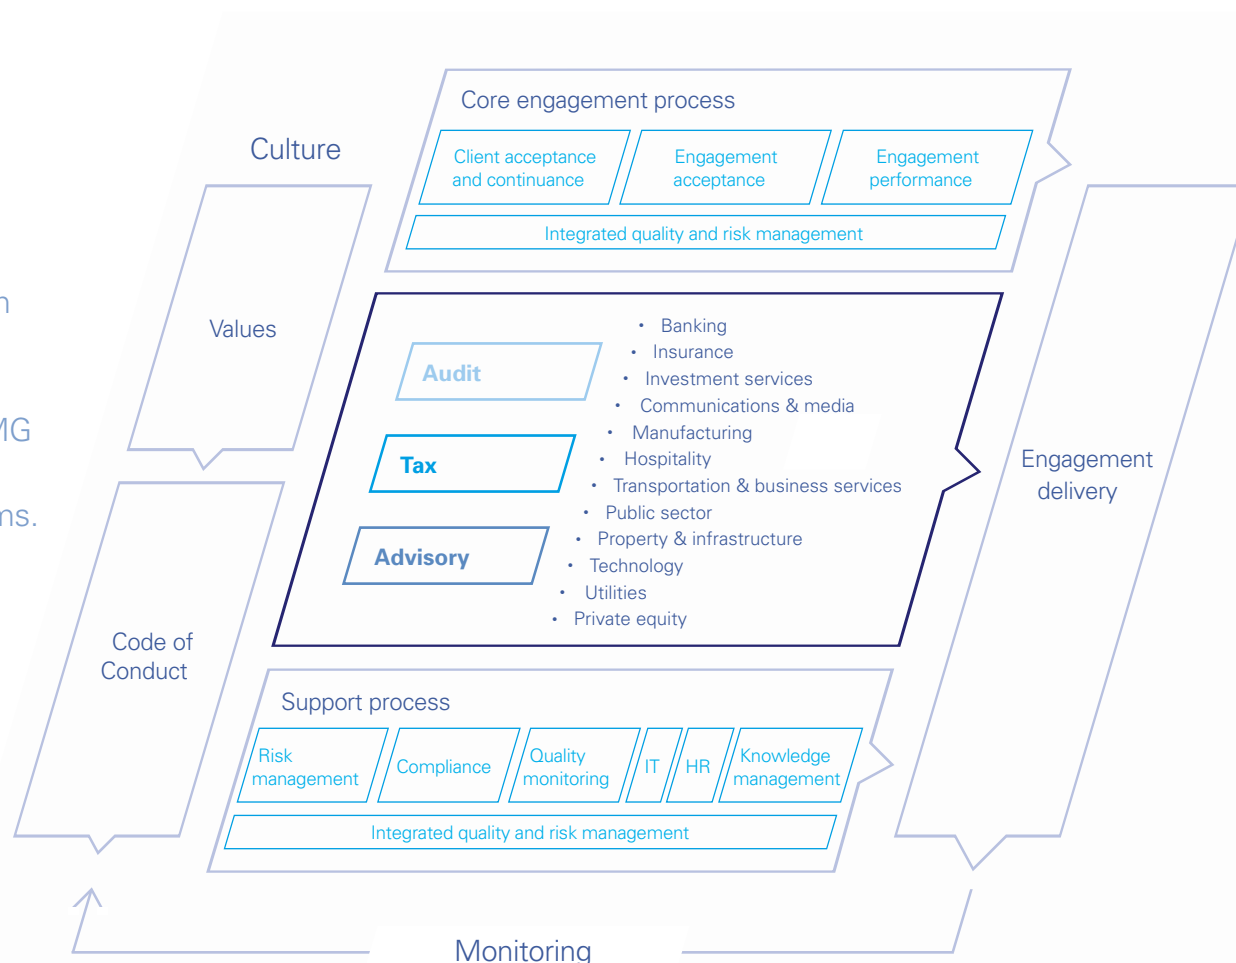 Culture
Values
Code of
Conduct
Core engagement process
Client acceptance
and continuance
Engagement
acceptance
Engagement
performance
Integrated quality and risk management
Audit
Tax
Advisory
• Banking
• Insurance
• Investment services
• Communications & media
• Manufacturing
• Hospitality
• Transportation & business services
• Public sector
• Property & infrastructure
• Technology
• Utilities
• Private equity
Support process
Risk
management
Compliance
Quality
monitoring
IT
HR
Knowledge
management
Integrated quality and risk management
Engagement
delivery
Monitoring